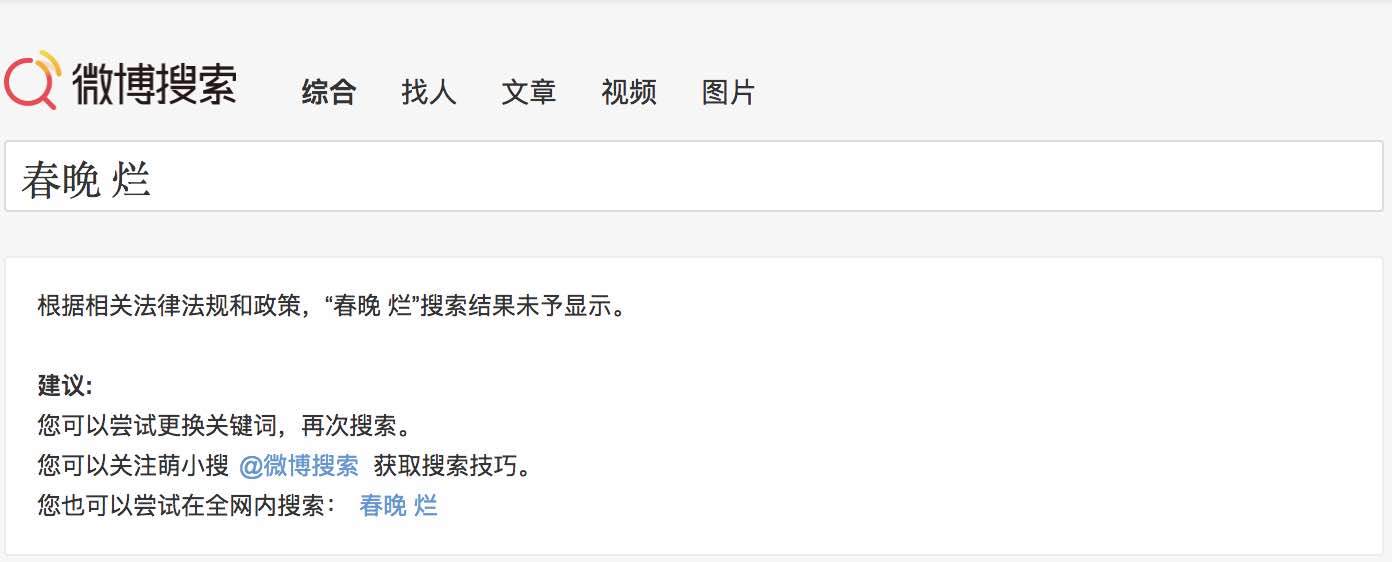 微博搜索 综合 找人 文章 视频 图片
春晚 烂
根据相关法律法规和政策，“春晚 烂”搜索结果未予显示。
建议:
您可以尝试更换关键词，再次搜索。
您可以关注萌小搜 @微博搜索 获取搜索技巧。
您也可以尝试在全网内搜索： 春晚 烂